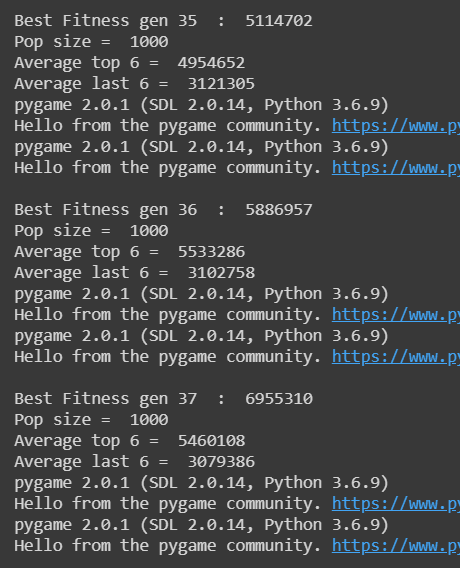 Best Fitness gen 35  :  5114702
Pop size =  1000
Average top 6 =  4954652
Average last 6 =  3121305
pygame 2.0.1 (SDL 2.0.14, Python 3.6.9)
Hello from the pygame community. https://www.py
pygame 2.0.1 (SDL 2.0.14, Python 3.6.9)
Hello from the pygame community. https://www.py
Best Fitness gen 36  :  5886957
Pop size =  1000
Average top 6 =  5533286
Average last 6 =  3102758
pygame 2.0.1 (SDL 2.0.14, Python 3.6.9)
Hello from the pygame community. https://www.py
pygame 2.0.1 (SDL 2.0.14, Python 3.6.9)
Hello from the pygame community. https://www.py
Best Fitness gen 37  :  6955310
Pop size =  1000
Average top 6 =  5460108
Average last 6 =  3079386
pygame 2.0.1 (SDL 2.0.14, Python 3.6.9)
Hello from the pygame community. https://www.py
pygame 2.0.1 (SDL 2.0.14, Python 3.6.9)
Hello from the pygame community. https://www.py